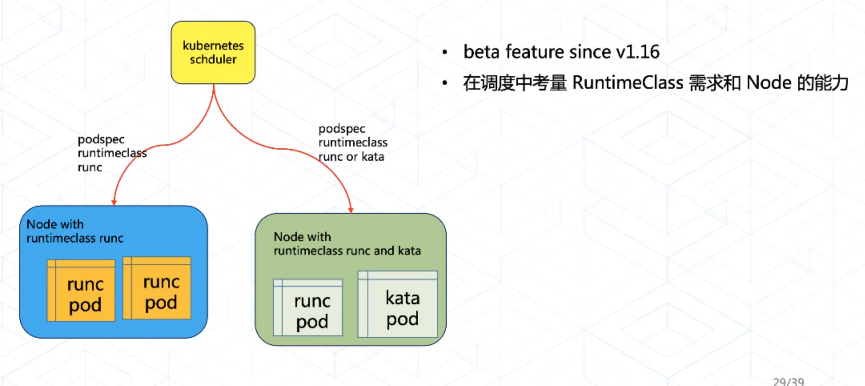 kubernetes
schduler
• beta feature since v1.16
• 在调度中考量 RuntimeClass 需求和 Node 的能力
podspec
runtimeclass
runc
podspec
runtimeclass
runc or kata
Node with
runtimeclass runc
runc
pod
runc
pod
Node with
runtimeclass runc and kata
runc
pod
kata
pod
29/39